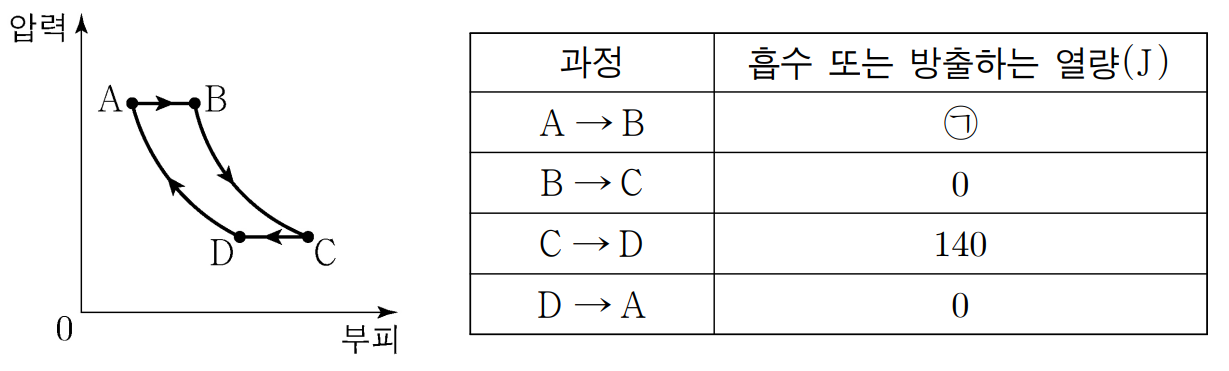 압력
A B
D C
0
부피
과정 흡수 또는 방출하는 열량(J)
A → B ㉠
B → C 0
C → D 140
D → A 0